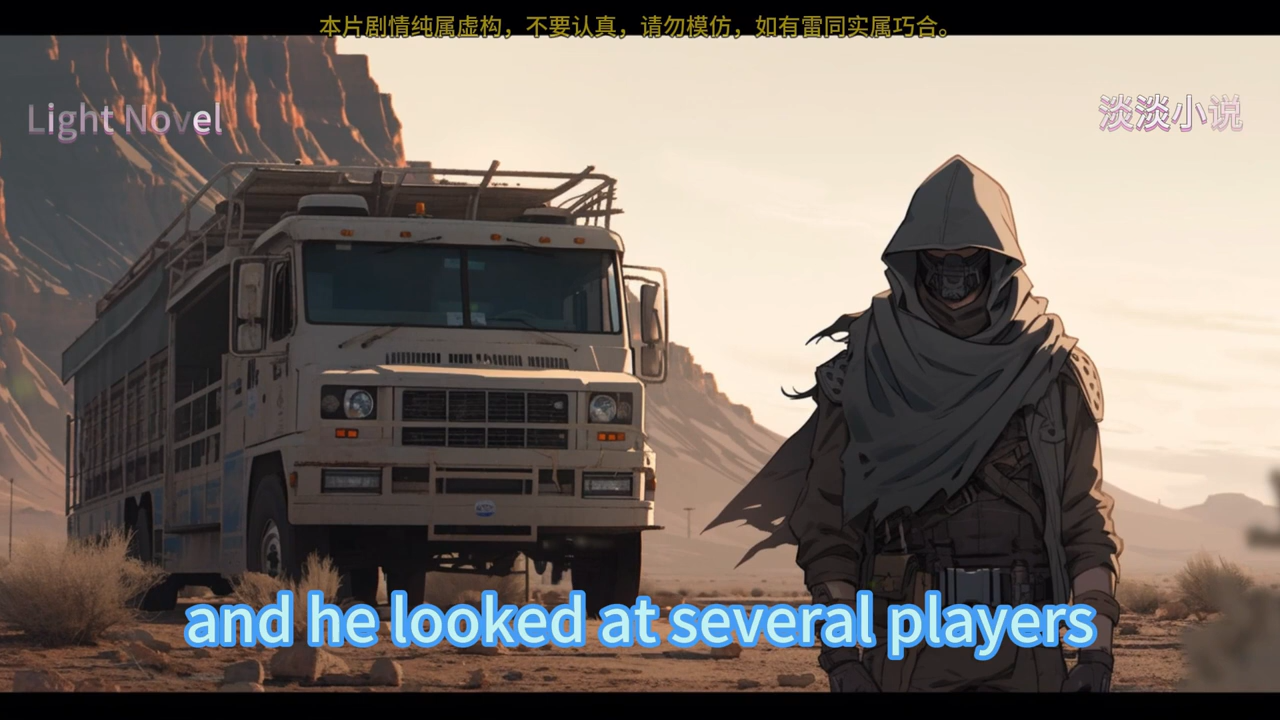 本片剧情纯属虚构，不要认真，请勿模仿，如有雷同实属巧合。
Light Novel
淡淡小说
and he looked at several players